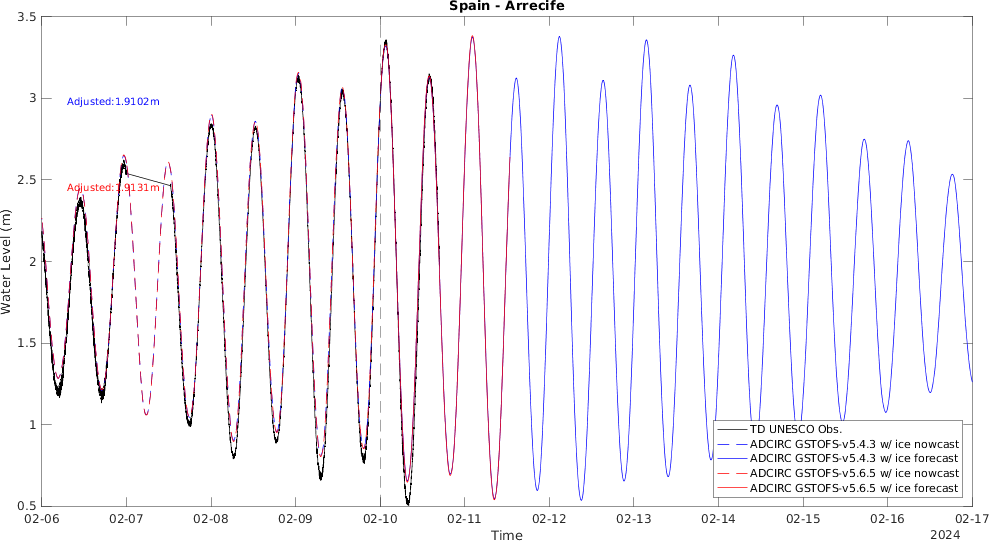 Spain - Arrecife
3.5
3
2.5
2
1.5
1
0.5
Water Level (m)
Adjusted:1.9102m
Adjusted:1.9131m
TD UNESCO Obs.
ADCIRC GSTOFS-v5.4.3 w/ ice nowcast
ADCIRC GSTOFS-v5.4.3 w/ ice forecast
ADCIRC GSTOFS-v5.6.5 w/ ice nowcast
ADCIRC GSTOFS-v5.6.5 w/ ice forecast
02-06 02-07 02-08 02-09 02-10 02-11 02-12 02-13 02-14 02-15 02-16 02-17
Time
2024